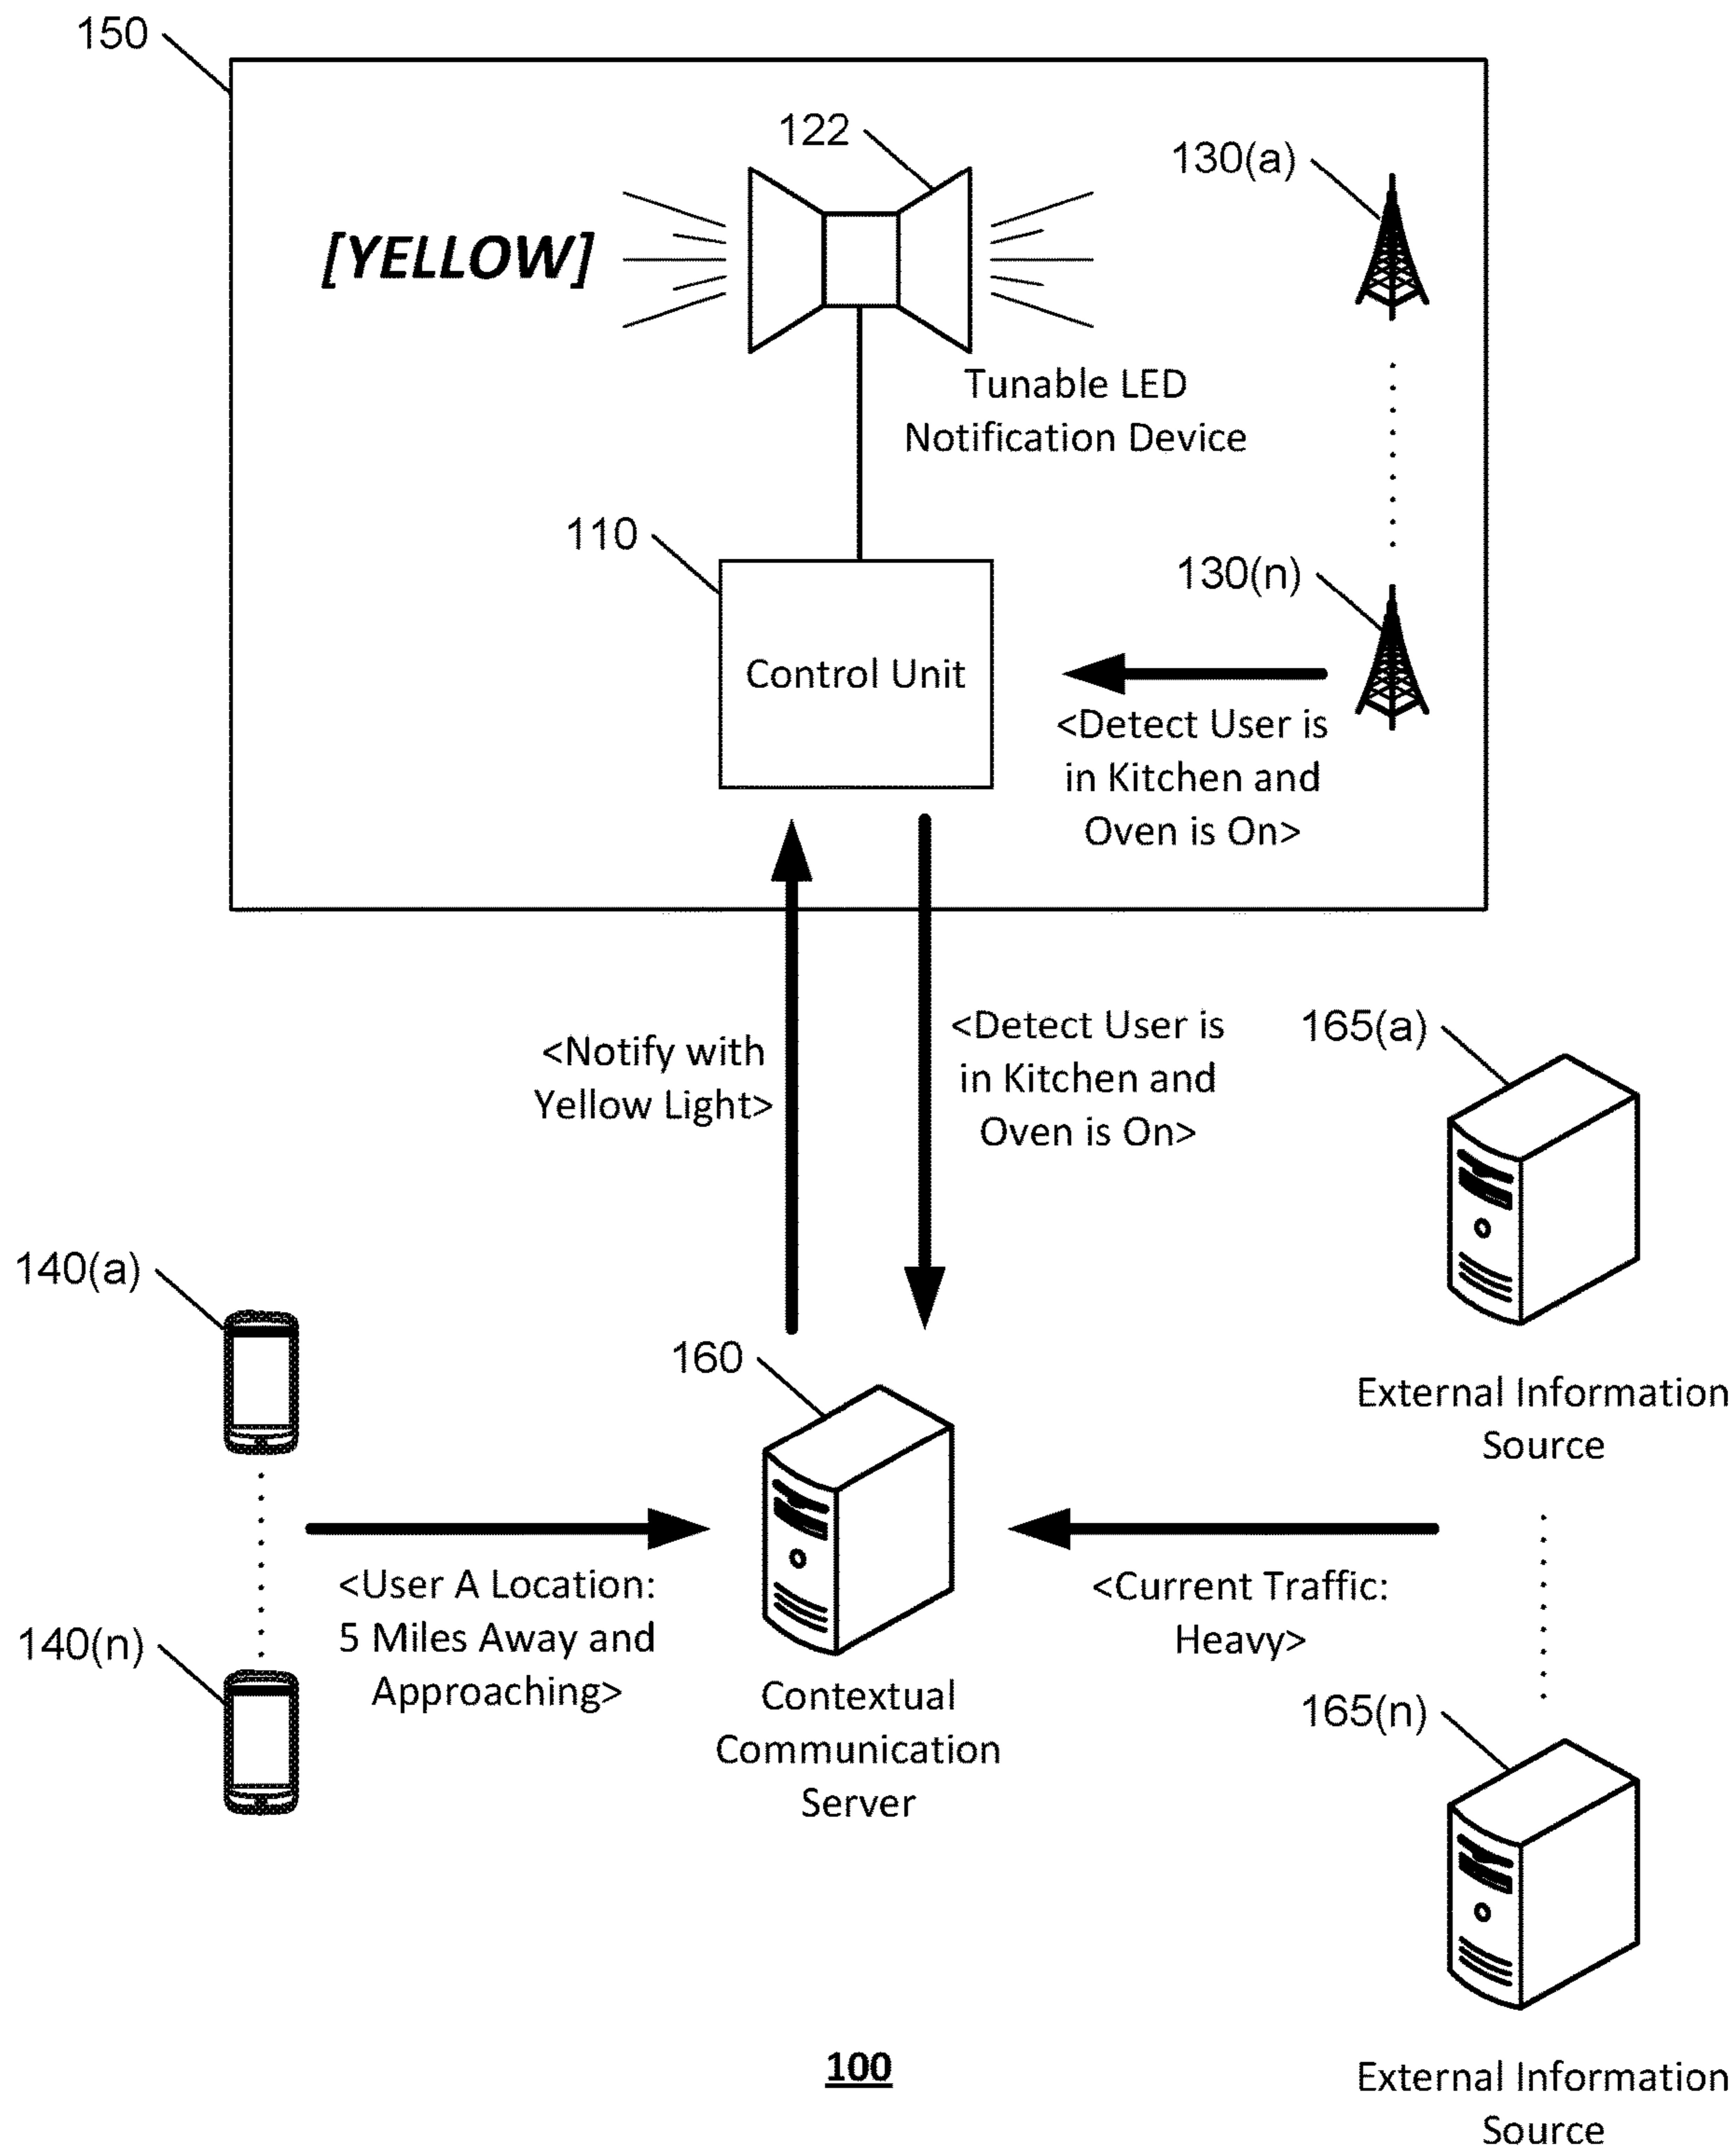 150
122
130(a)
[YELLOW]
Tunable LED
Notification Device
110
130(n)
Control Unit
<Detect User is
in Kitchen and
Oven is On>
<Notify with
Yellow Light>
<Detect User is
in Kitchen and
Oven is On>
165(a)
140(a)
160
External Information
Source
<User A Location:
5 Miles Away and
Approaching>
<Current Traffic:
Heavy>
140(n)
Contextual
Communication
Server
165(n)
100
External Information
Source